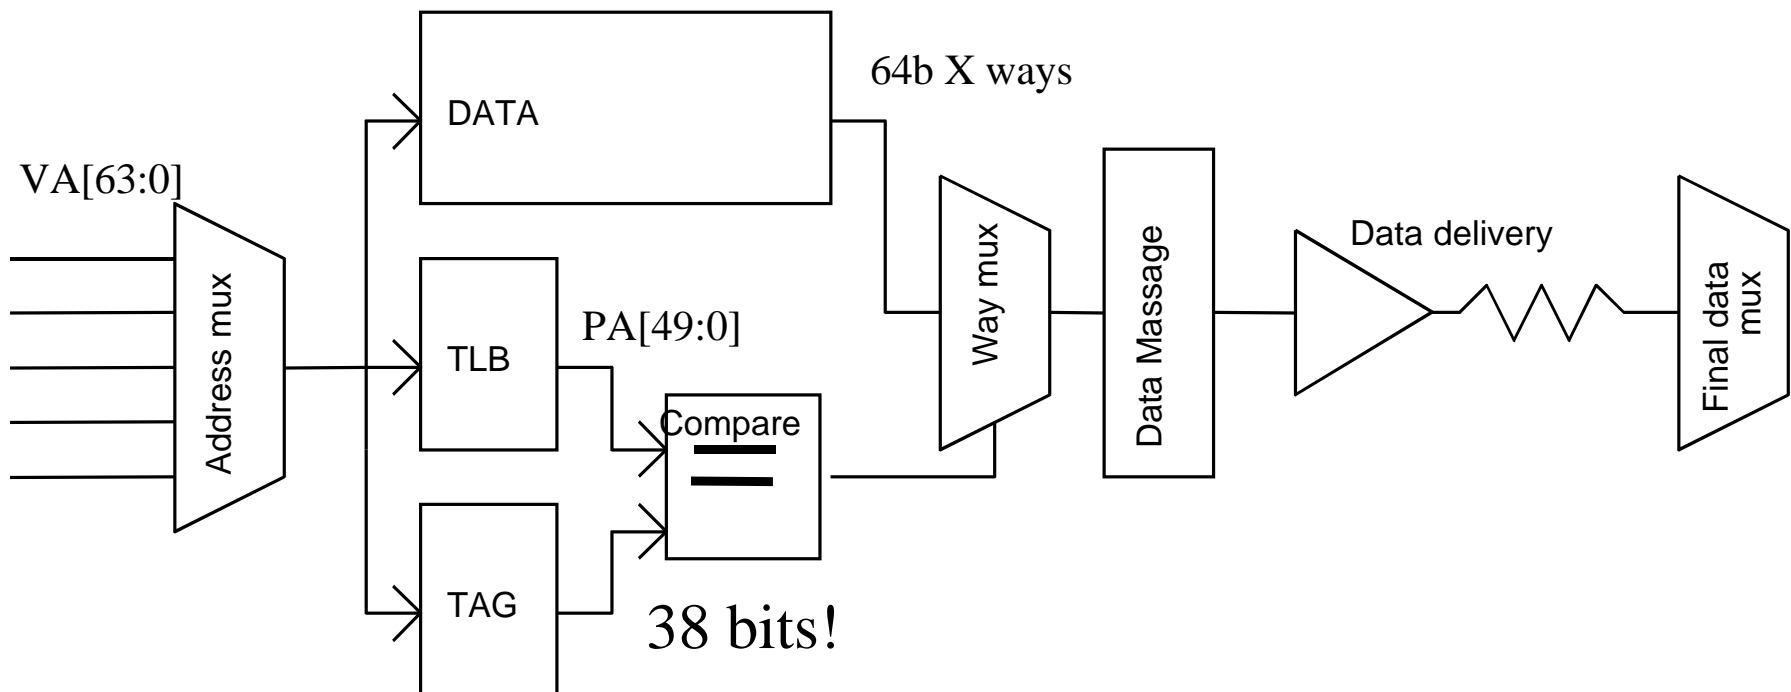 64b X ways
DATA
VA[63:0]
Address mux
TLB
PA[49:0]
Compare
TAG
38 bits!
Way mux
Data Massage
Data delivery
Final data
mux